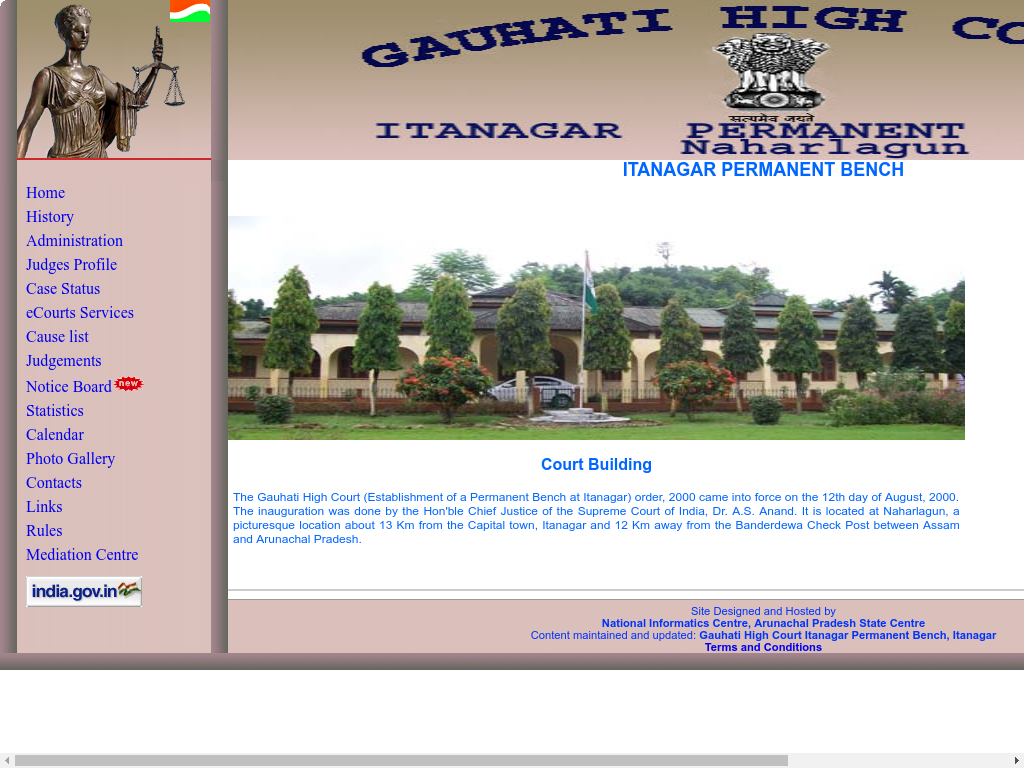 GAUHATI HIGH
सत्यमेव जयते
ITANAGAR PERMANENT
Naharlagun
ITANAGAR PERMANENT BENCH
Home
History
Administration
Judges Profile
Case Status
eCourts Services
Cause list
Judgements
Notice Board new
Statistics
Calendar
Photo Gallery
Contacts
Links
Rules
Mediation Centre
india.gov.in
Court Building
The Gauhati High Court (Establishment of a Permanent Bench at Itanagar) order, 2000 came into force on the 12th day of August, 2000.
The inauguration was done by the Hon'ble Chief Justice of the Supreme Court of India, Dr. A.S. Anand. It is located at Naharlagun, a
picturesque location about 13 Km from the Capital town, Itanagar and 12 Km away from the Banderdewa Check Post between Assam
and Arunachal Pradesh.
Site Designed and Hosted by
National Informatics Centre, Arunachal Pradesh State Centre
Content maintained and updated: Gauhati High Court Itanagar Permanent Bench, Itanagar
Terms and Conditions